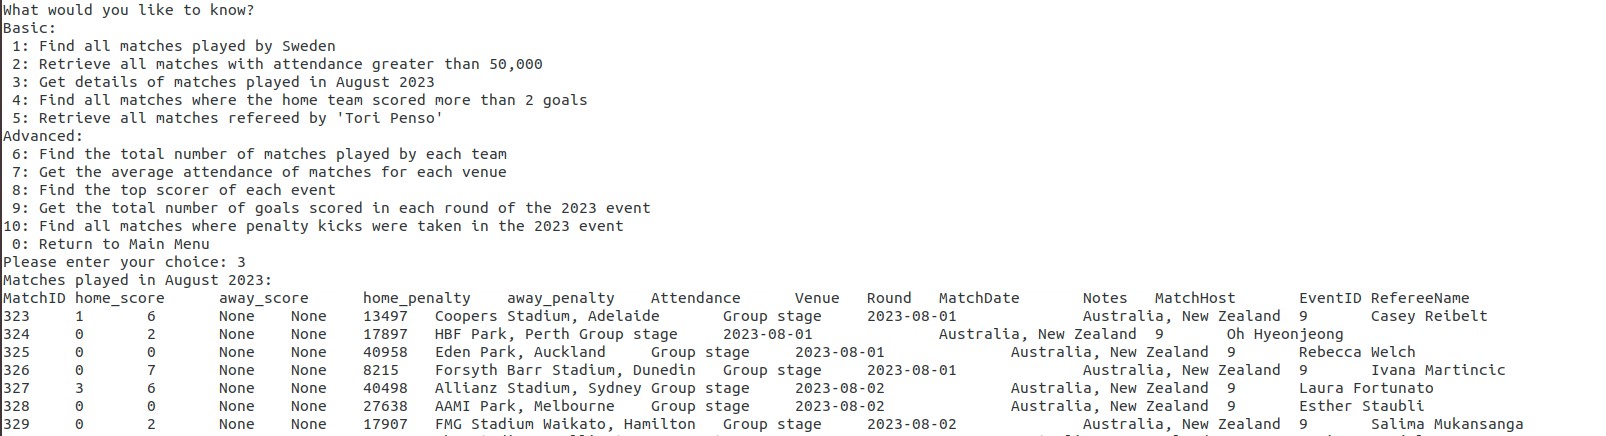 What would you like to know?
Basic:
 1: Find all matches played by Sweden
 2: Retrieve all matches with attendance greater than 50,000
 3: Get details of matches played in August 2023
 4: Find all matches where the home team scored more than 2 goals
 5: Retrieve all matches refereed by 'Tori Penso'
Advanced:
 6: Find the total number of matches played by each team
 7: Get the average attendance of matches for each venue
 8: Find the top scorer of each event
 9: Get the total number of goals scored in each round of the 2023 event
10: Find all matches where penalty kicks were taken in the 2023 event
 0: Return to Main Menu
Please enter your choice: 3
Matches played in August 2023:
MatchID home_score      away_score      home_penalty    away_penalty    Attendance      Venue   Round   MatchDate       Notes   MatchHost       EventID RefereeName
323     1       6       None    None    13497   Coopers Stadium, Adelaide       Group stage     2023-08-01              Australia, New Zealand  9       Casey Reibelt
324     0       2       None    None    17897   HBF Park, Perth Group stage     2023-08-01              Australia, New Zealand  9       Oh Hyeonjeong
325     0       0       None    None    40958   Eden Park, Auckland     Group stage     2023-08-01              Australia, New Zealand  9       Rebecca Welch
326     0       7       None    None    8215    Forsyth Barr Stadium, Dunedin   Group stage     2023-08-01              Australia, New Zealand  9       Ivana Martincic
327     3       6       None    None    40498   Allianz Stadium, Sydney Group stage     2023-08-02              Australia, New Zealand  9       Laura Fortunato
328     0       0       None    None    27638   AAMI Park, Melbourne    Group stage     2023-08-02              Australia, New Zealand  9       Esther Staubli
329     0       2       None    None    17907   FMG Stadium Waikato, Hamilton   Group stage     2023-08-02              Australia, New Zealand  9       Salima Mukansanga